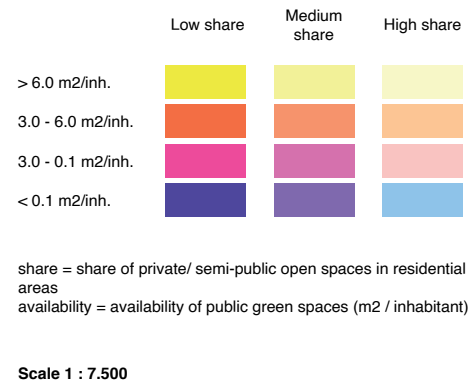 Low share
Medium
share
High share
> 6.0 m2/inh.
3.0 - 6.0 m2/inh.
3.0 - 0.1 m2/inh.
< 0.1 m2/inh.
share = share of private/ semi-public open spaces in residential
areas
availability = availability of public green spaces (m2 / inhabitant)
Scale 1 : 7.500